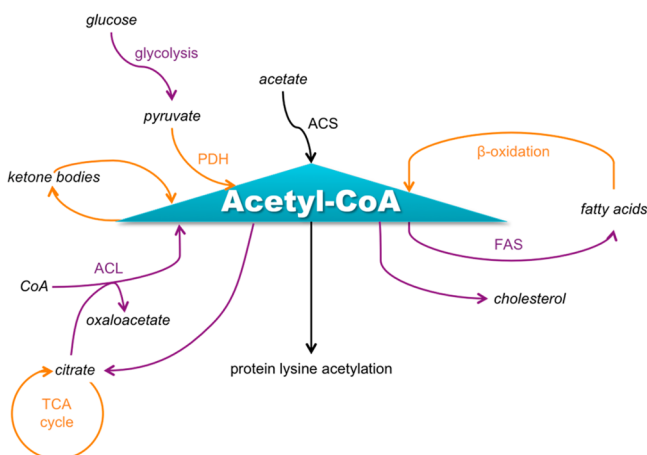 glucose
glycolysis
acetate
pyruvate
ACS
PDH
β-oxidation
ketone bodies
Acetyl-CoA
fatty acids
FAS
ACL
CoA
cholesterol
oxaloacetate
citrate
protein lysine acetylation
TCA
cycle